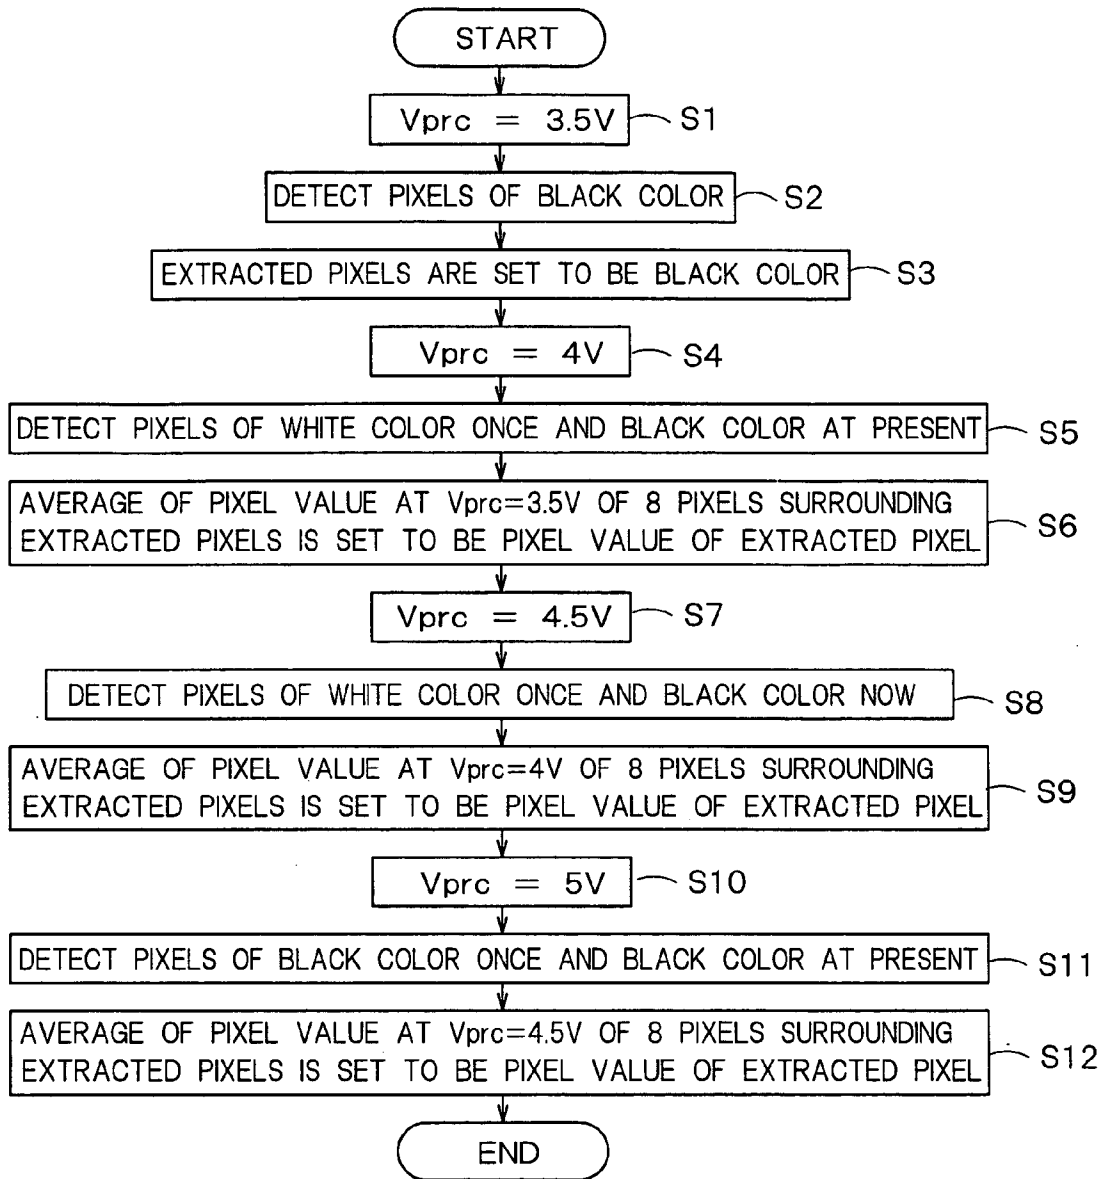 START
Vprc = 3.5V
S1
DETECT PIXELS OF BLACK COLOR
S2
EXTRACTED PIXELS ARE SET TO BE BLACK COLOR
S3
Vprc = 4V
S4
DETECT PIXELS OF WHITE COLOR ONCE AND BLACK COLOR AT PRESENT
S5
AVERAGE OF PIXEL VALUE AT Vprc=3.5V OF 8 PIXELS SURROUNDING
EXTRACTED PIXELS IS SET TO BE PIXEL VALUE OF EXTRACTED PIXEL
S6
Vprc = 4.5V
S7
DETECT PIXELS OF WHITE COLOR ONCE AND BLACK COLOR NOW
S8
AVERAGE OF PIXEL VALUE AT Vprc=4V OF 8 PIXELS SURROUNDING
EXTRACTED PIXELS IS SET TO BE PIXEL VALUE OF EXTRACTED PIXEL
S9
Vprc = 5V
S10
DETECT PIXELS OF BLACK COLOR ONCE AND BLACK COLOR AT PRESENT
S11
AVERAGE OF PIXEL VALUE AT Vprc=4.5V OF 8 PIXELS SURROUNDING
EXTRACTED PIXELS IS SET TO BE PIXEL VALUE OF EXTRACTED PIXEL
S12
END